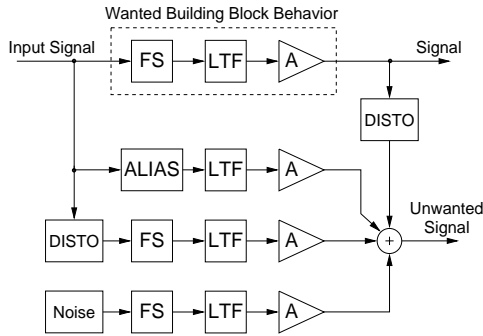 Wanted Building Block Behavior
Input Signal
Signal
FS
LTF
A
DISTO
ALIAS
LTF
A
Unwanted
Signal
DISTO
FS
LTF
A
+
Noise
FS
LTF
A